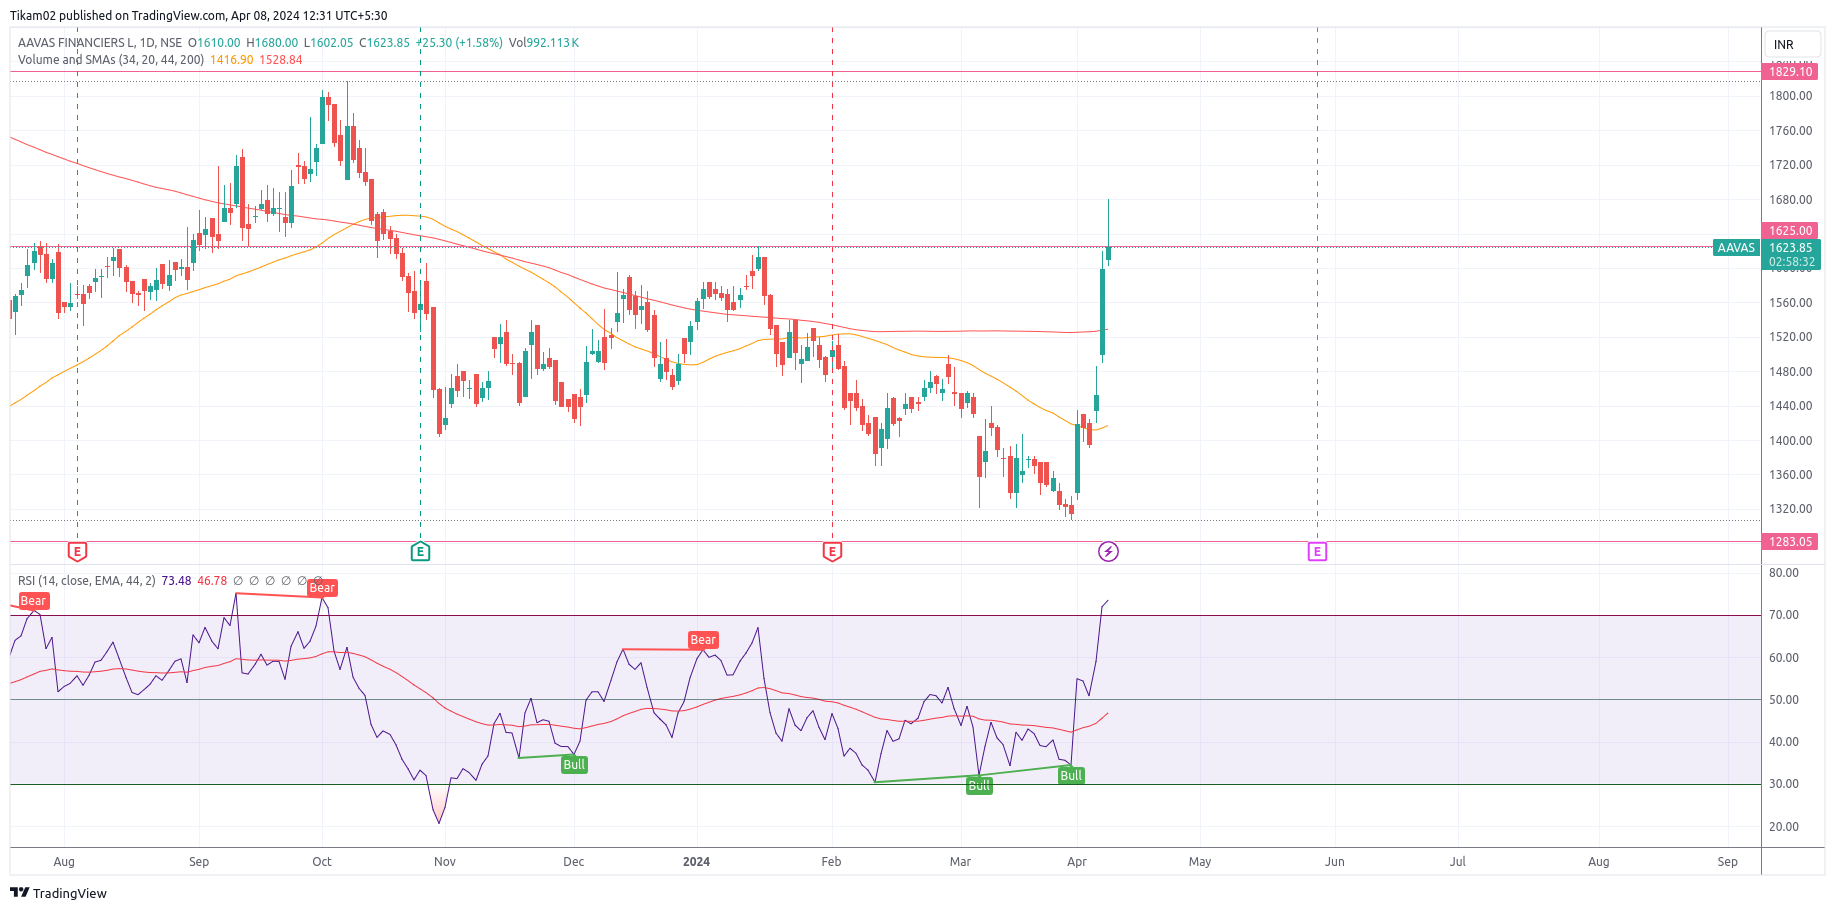 Tikam02 published on TradingView.com, Apr 08, 2024 12:31 UTC+5:30
AAVAS FINANCIERS L, 1D, NSE O1610.00 H1680.00 L1602.05 C1623.85 +25.30 (+1.58%) Vol992.113K
Volume and SMAs (34, 20, 44, 200) 1416.90 1528.84
INR
1829.10
1800.00
1760.00
1720.00
1680.00
1625.00
AAVAS 1623.85
02:58:32
1560.00
1520.00
1480.00
1440.00
1400.00
1360.00
1320.00
1283.05
E E E E
RSI (14, close, EMA, 44, 2) 73.48 46.78 ∅ ∅ ∅ ∅ ∅ ∅
Bear
Bear
Bear
Bull
Bull
Bull
80.00
70.00
60.00
50.00
40.00
30.00
20.00
Aug Sep Oct Nov Dec 2024 Feb Mar Apr May Jun Jul Aug Sep
TradingView